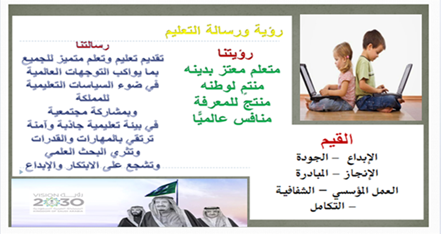 رؤية ورسالة التعليم
رؤيتنا
متعلم معتز بدينه
منتمٍ لوطنه
منتجٌ للمعرفة
منافس عالميًا
رسالتنا
تقديم تعليم وتعلم متميز للجميع
بما يواكب التوجهات العالمية
في ضوء السياسات التعليمية
للمملكة
وبمشاركة مجتمعية
في بيئة تعليمية جاذبة وآمنة
ترتقي بالمهارات والقدرات
وتثري البحث العلمي
وتشجع على الابتكار والإبداع
القيم
الإبداع – الجودة
الإنجاز – المبادرة
العمل المؤسسي – الشفافية
– التكامل
VISION رؤية
2030